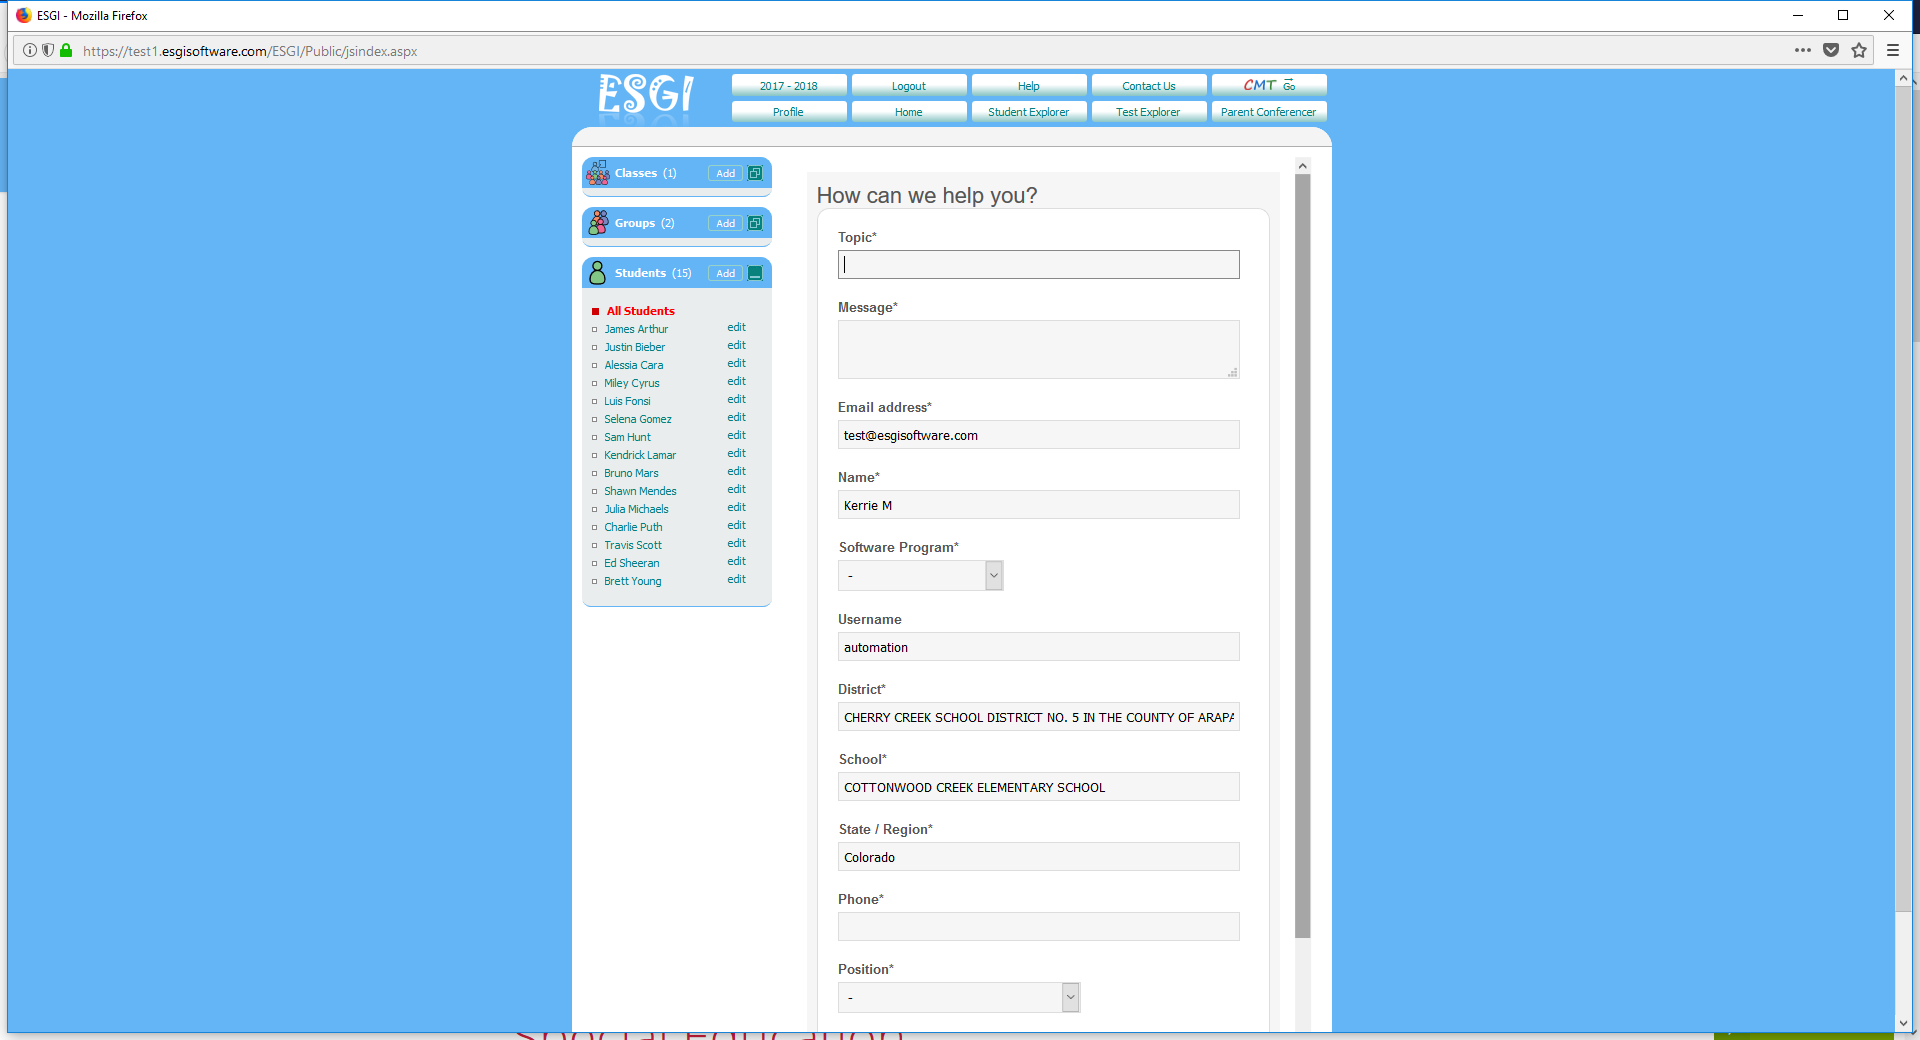 ESGI - Mozilla Firefox
https://test1.esgisoftware.com/ESGI/Public/jsindex.aspx
ESGI
2017 - 2018
Logout
Help
Contact Us
CMT Go
Profile
Home
Student Explorer
Test Explorer
Parent Conferencer
Classes (1)
Add
Groups (2)
Add
Students (15)
Add
All Students
James Arthur edit
Justin Bieber edit
Alessia Cara edit
Miley Cyrus edit
Luis Fonsi edit
Selena Gomez edit
Sam Hunt edit
Kendrick Lamar edit
Bruno Mars edit
Shawn Mendes edit
Julia Michaels edit
Charlie Puth edit
Travis Scott edit
Ed Sheeran edit
Brett Young edit
How can we help you?
Topic*
Message*
Email address*
test@esgisoftware.com
Name*
Kerrie M
Software Program*
-
Username
automation
District*
CHERRY CREEK SCHOOL DISTRICT NO. 5 IN THE COUNTY OF ARAPA
School*
COTTONWOOD CREEK ELEMENTARY SCHOOL
State / Region*
Colorado
Phone*
Position*
-
Special Education